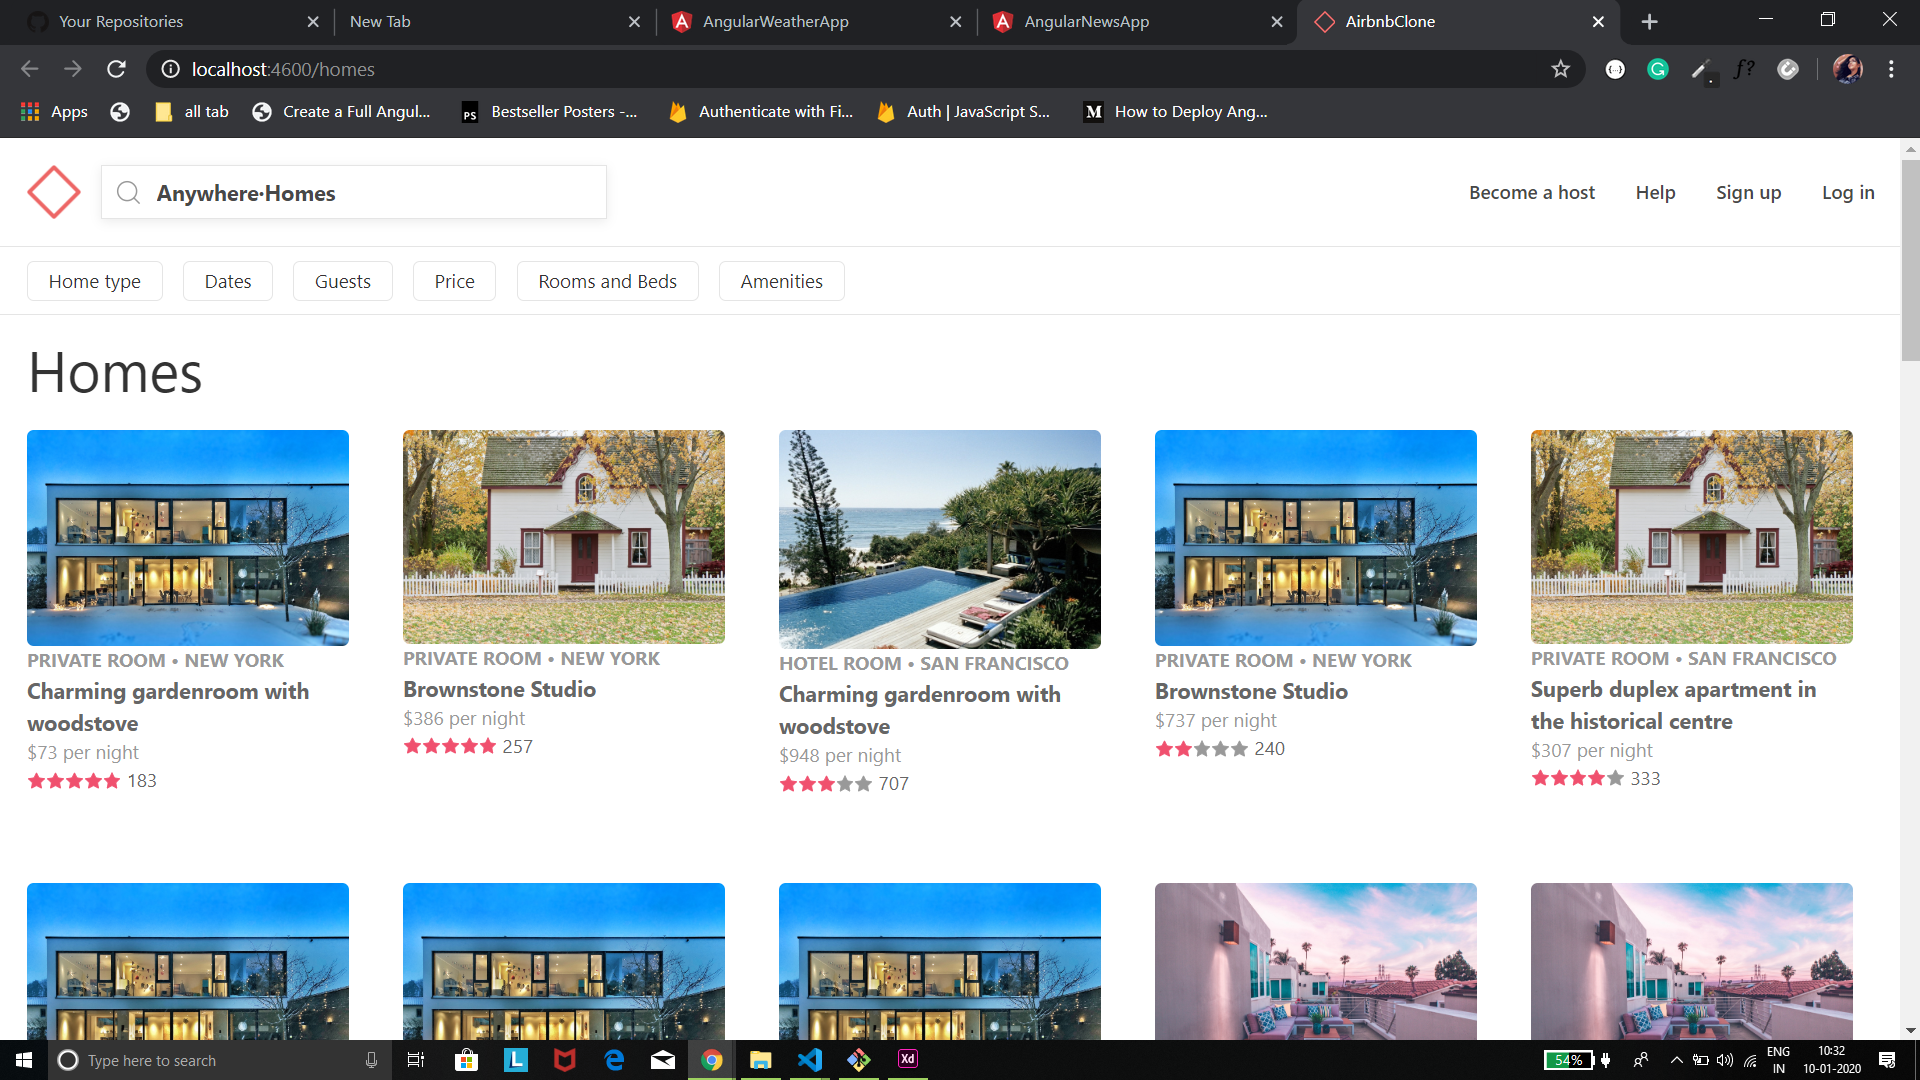 Your Repositories
New Tab
AngularWeatherApp
AngularNewsApp
AirbnbClone
localhost:4600/homes
f?
Apps
all tab
Create a Full Angul...
PS
Bestseller Posters -...
Authenticate with Fi...
Auth | JavaScript S...
M
How to Deploy Ang...
Anywhere·Homes
Become a host
Help
Sign up
Log in
Home type
Dates
Guests
Price
Rooms and Beds
Amenities
Homes
PRIVATE ROOM • NEW YORK
Charming gardenroom with
woodstove
$73 per night
183
PRIVATE ROOM • NEW YORK
Brownstone Studio
$386 per night
257
HOTEL ROOM • SAN FRANCISCO
Charming gardenroom with
woodstove
$948 per night
707
PRIVATE ROOM • NEW YORK
Brownstone Studio
$737 per night
240
PRIVATE ROOM • SAN FRANCISCO
Superb duplex apartment in
the historical centre
$307 per night
333
Type here to search
L
Xd
54%
ENG
IN
10:32
10-01-2020